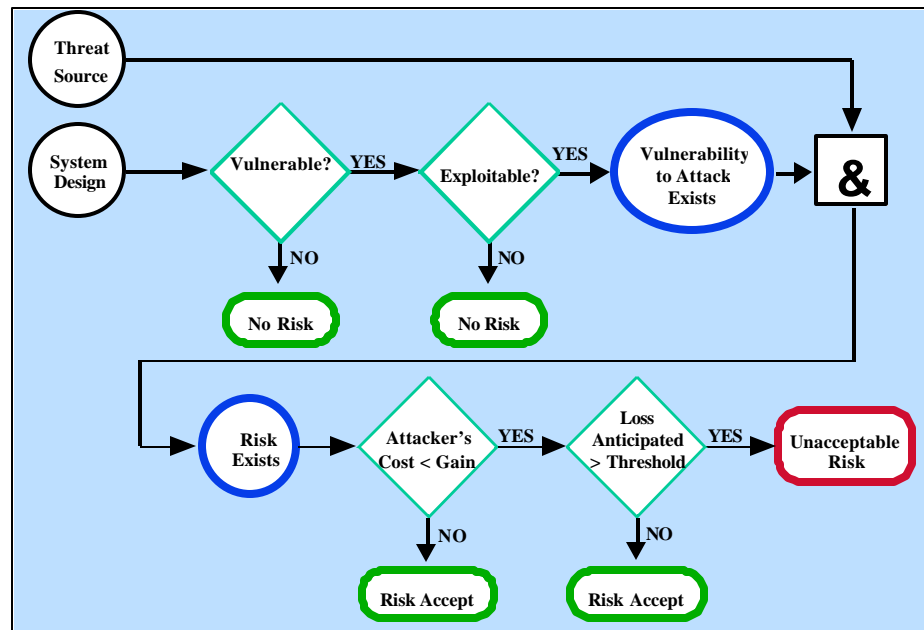 Threat
Source
System
Design
Vulnerable?
YES
Exploitable?
YES
Vulnerability
to Attack
Exists
&
NO
NO
No Risk
No Risk
Risk
Exists
Attacker's
Cost < Gain
YES
Loss
Anticipated
> Threshold
YES
Unacceptable
Risk
NO
NO
Risk Accept
Risk Accept